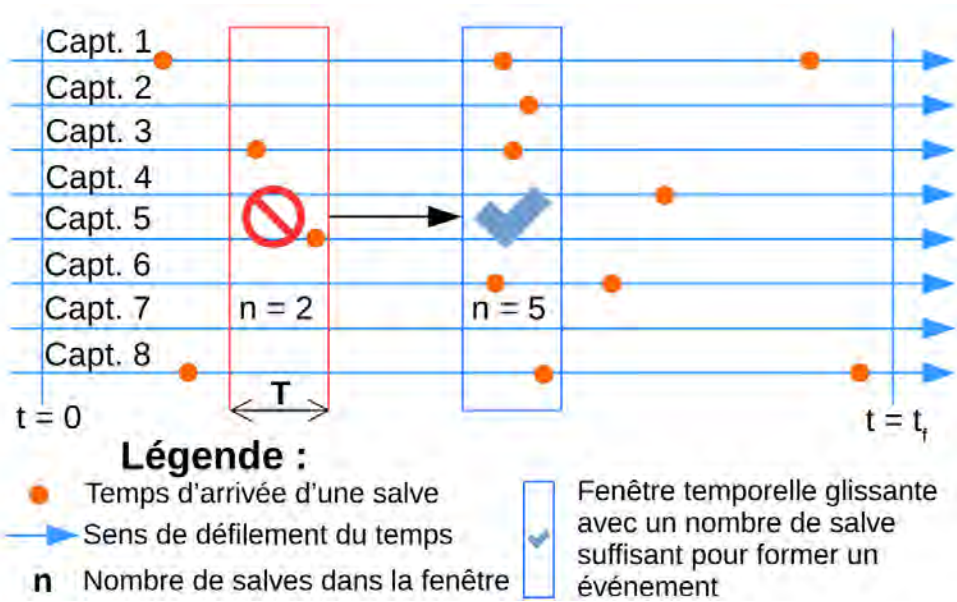 Capt. 1
Capt. 2
Capt. 3
Capt. 4
Capt. 5
Capt. 6
Capt. 7
Capt. 8
n = 2
n = 5
T
t = 0
t = t_f
Légende :
Temps d'arrivée d'une salve
Sens de défilement du temps
n Nombre de salves dans la fenêtre
Fenêtre temporelle glissante
avec un nombre de salve
suffisant pour former un
événement